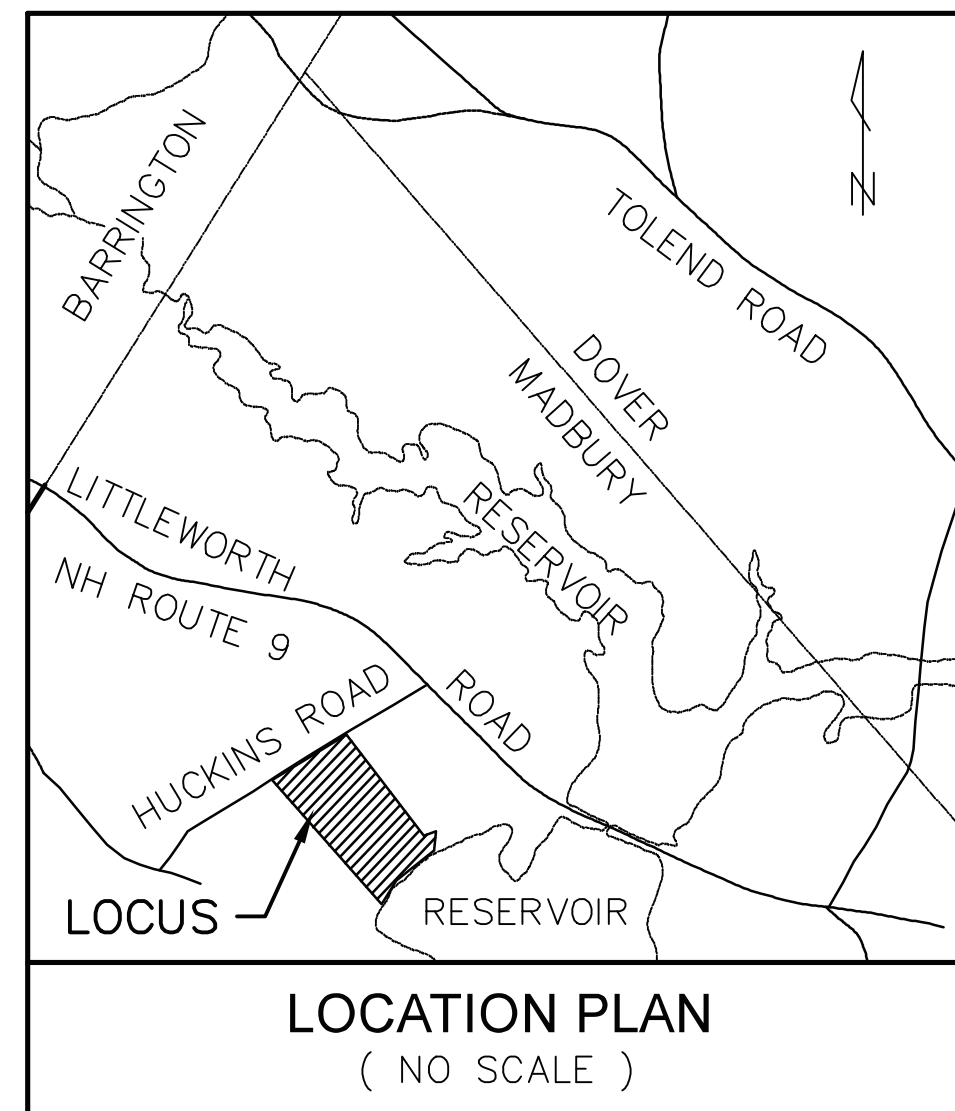 BARRINGTON
N
TOLEND ROAD
DOVER
MADBURY
LITTLEWORTH
ROAD
NH ROUTE 9
RESERVOIR
HUCKINS ROAD
LOCUS
RESERVOIR
LOCATION PLAN
( NO SCALE )